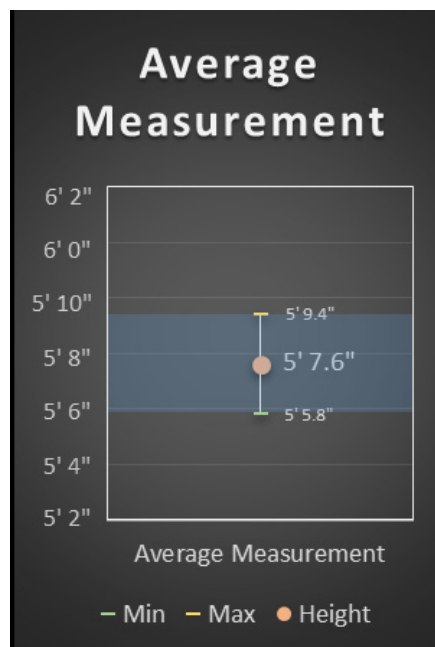 Average
Measurement
6' 2"
6' 0"
5' 10"
5' 9.4"
5' 8"
5' 7.6"
5' 6"
5' 5.8"
5' 4"
5' 2"
Average Measurement
Min Max Height